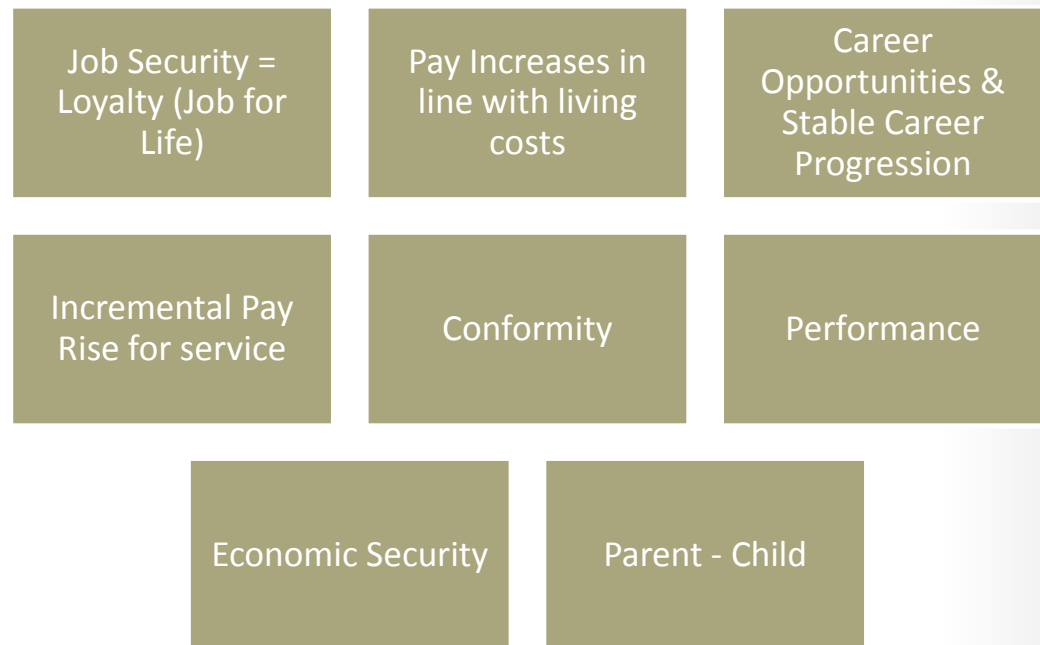 Job Security =
Loyalty (Job for
Life)
Pay Increases in
line with living
costs
Career
Opportunities &
Stable Career
Progression
Incremental Pay
Rise for service
Conformity
Performance
Economic Security
Parent - Child